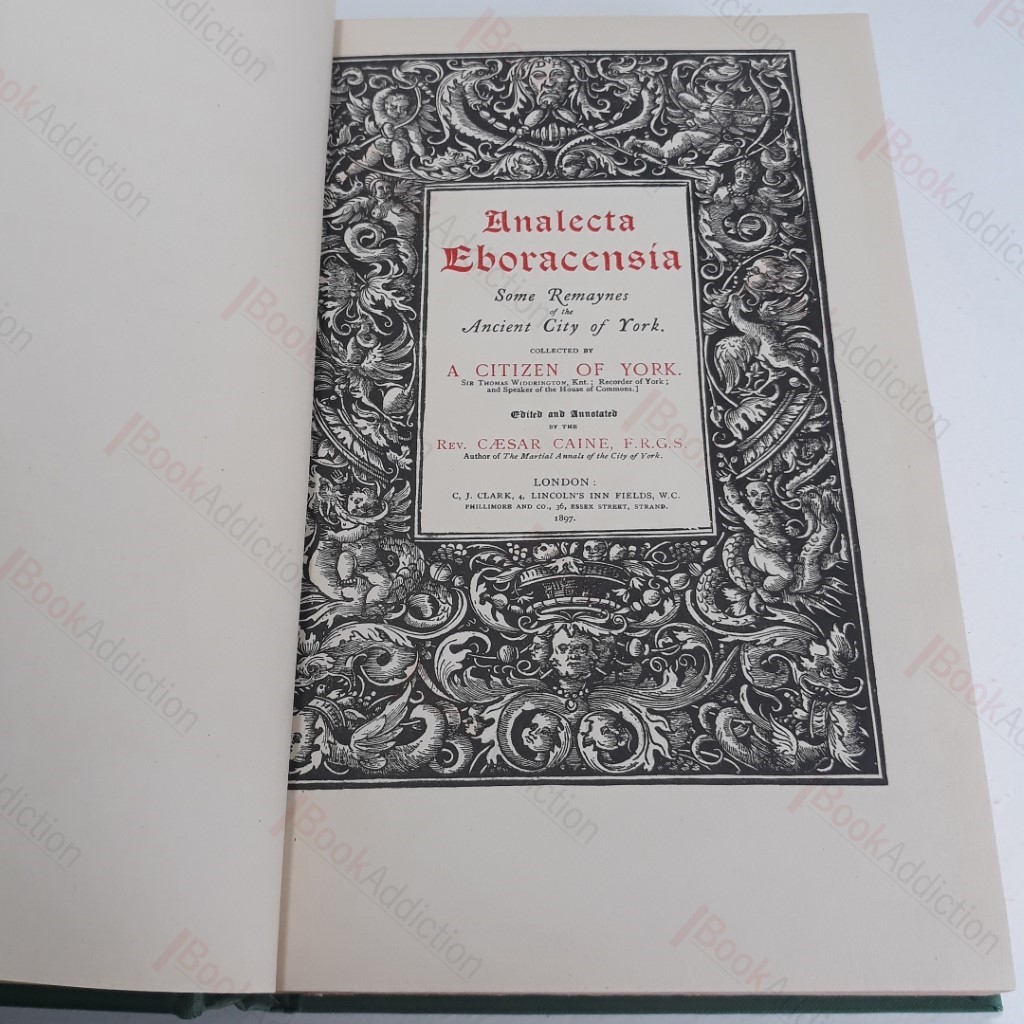 Analecta
Eboracensia
Some Remaynes
of the
Ancient City of York.
COLLECTED BY
A CITIZEN OF YORK.
Sir Thomas Widdrington, Knt.; Recorder of York;
and Speaker of the House of Commons.]
Edited and Annotated
BY THE
Rev. CÆSAR CAINE, F.R.G.S.
Author of The Martial Annals of the City of York.
LONDON:
C. J. CLARK, 4, LINCOLN'S INN FIELDS, W.C.
PHILLIMORE AND CO., 36, ESSEX STREET, STRAND.
1897.
BookAddiction